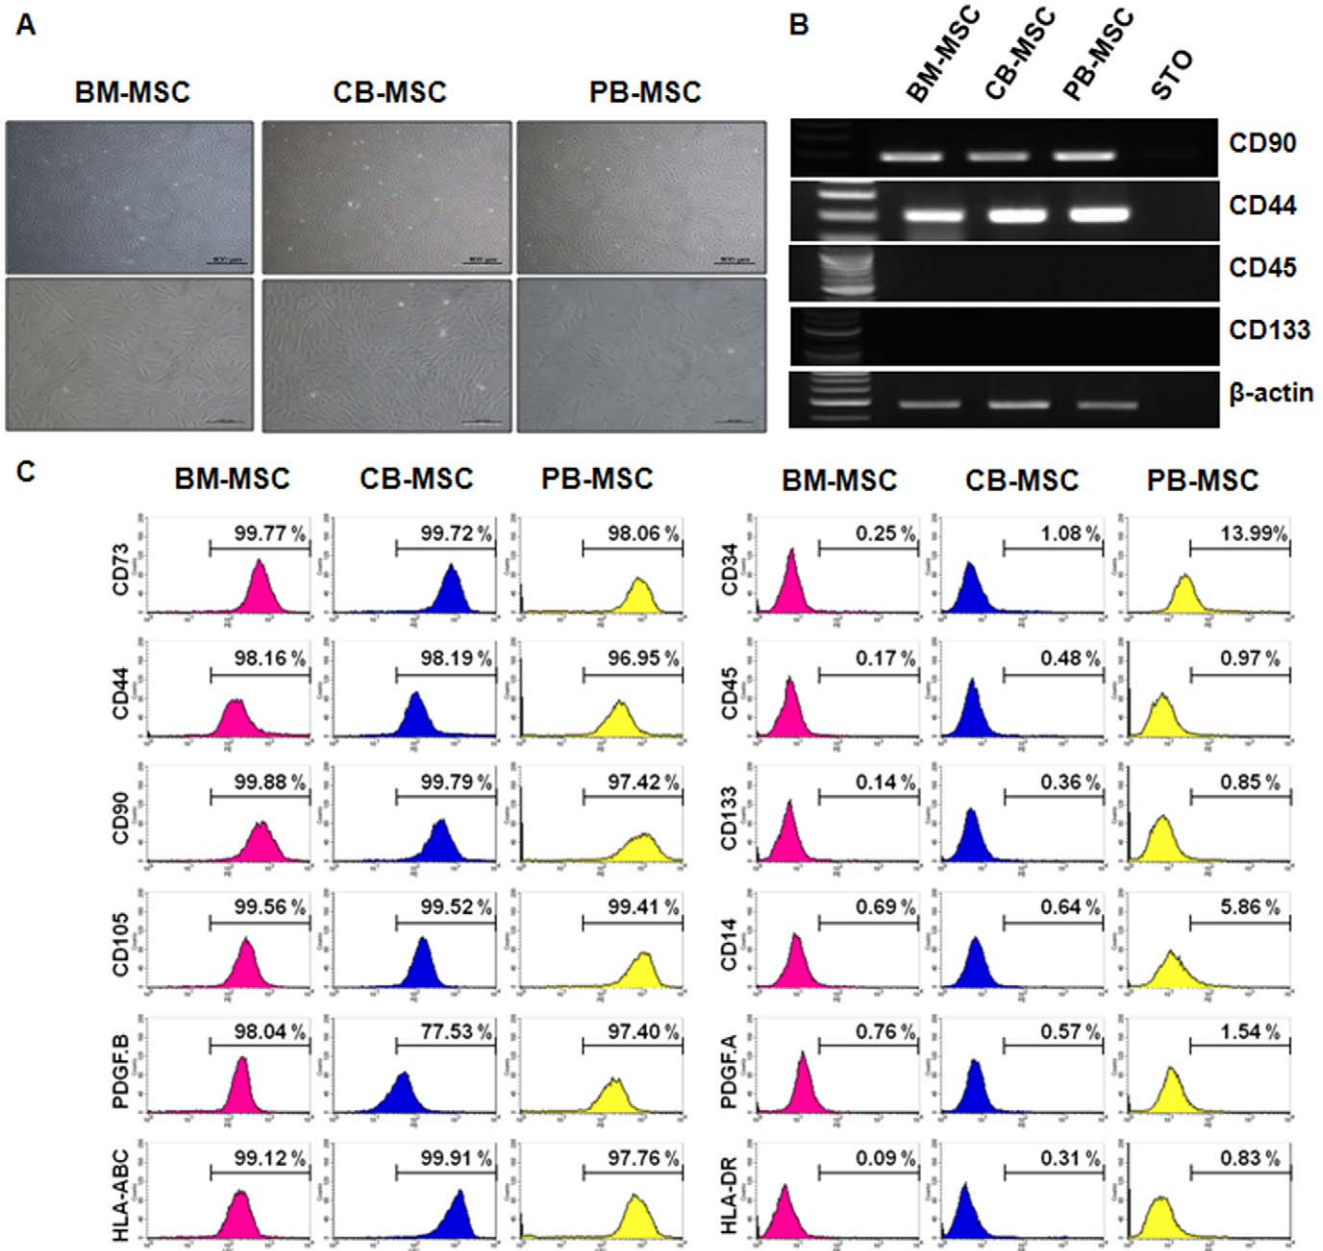 A
BM-MSC CB-MSC PB-MSC
B
BM-MSC CB-MSC PB-MSC STO
CD90
CD44
CD45
CD133
β-actin
C
BM-MSC CB-MSC PB-MSC BM-MSC CB-MSC PB-MSC
CD73 99.77 % 99.72 % 98.06 % CD34 0.25 % 1.08 % 13.99%
CD44 98.16 % 98.19 % 96.95 % CD45 0.17 % 0.48 % 0.97 %
CD90 99.88 % 99.79 % 97.42 % CD133 0.14 % 0.36 % 0.85 %
CD105 99.56 % 99.52 % 99.41 % CD14 0.69 % 0.64 % 5.86 %
PDGF.B 98.04 % 77.53 % 97.40 % PDGF.A 0.76 % 0.57 % 1.54 %
HLA-ABC 99.12 % 99.91 % 97.76 % HLA-DR 0.09 % 0.31 % 0.83 %